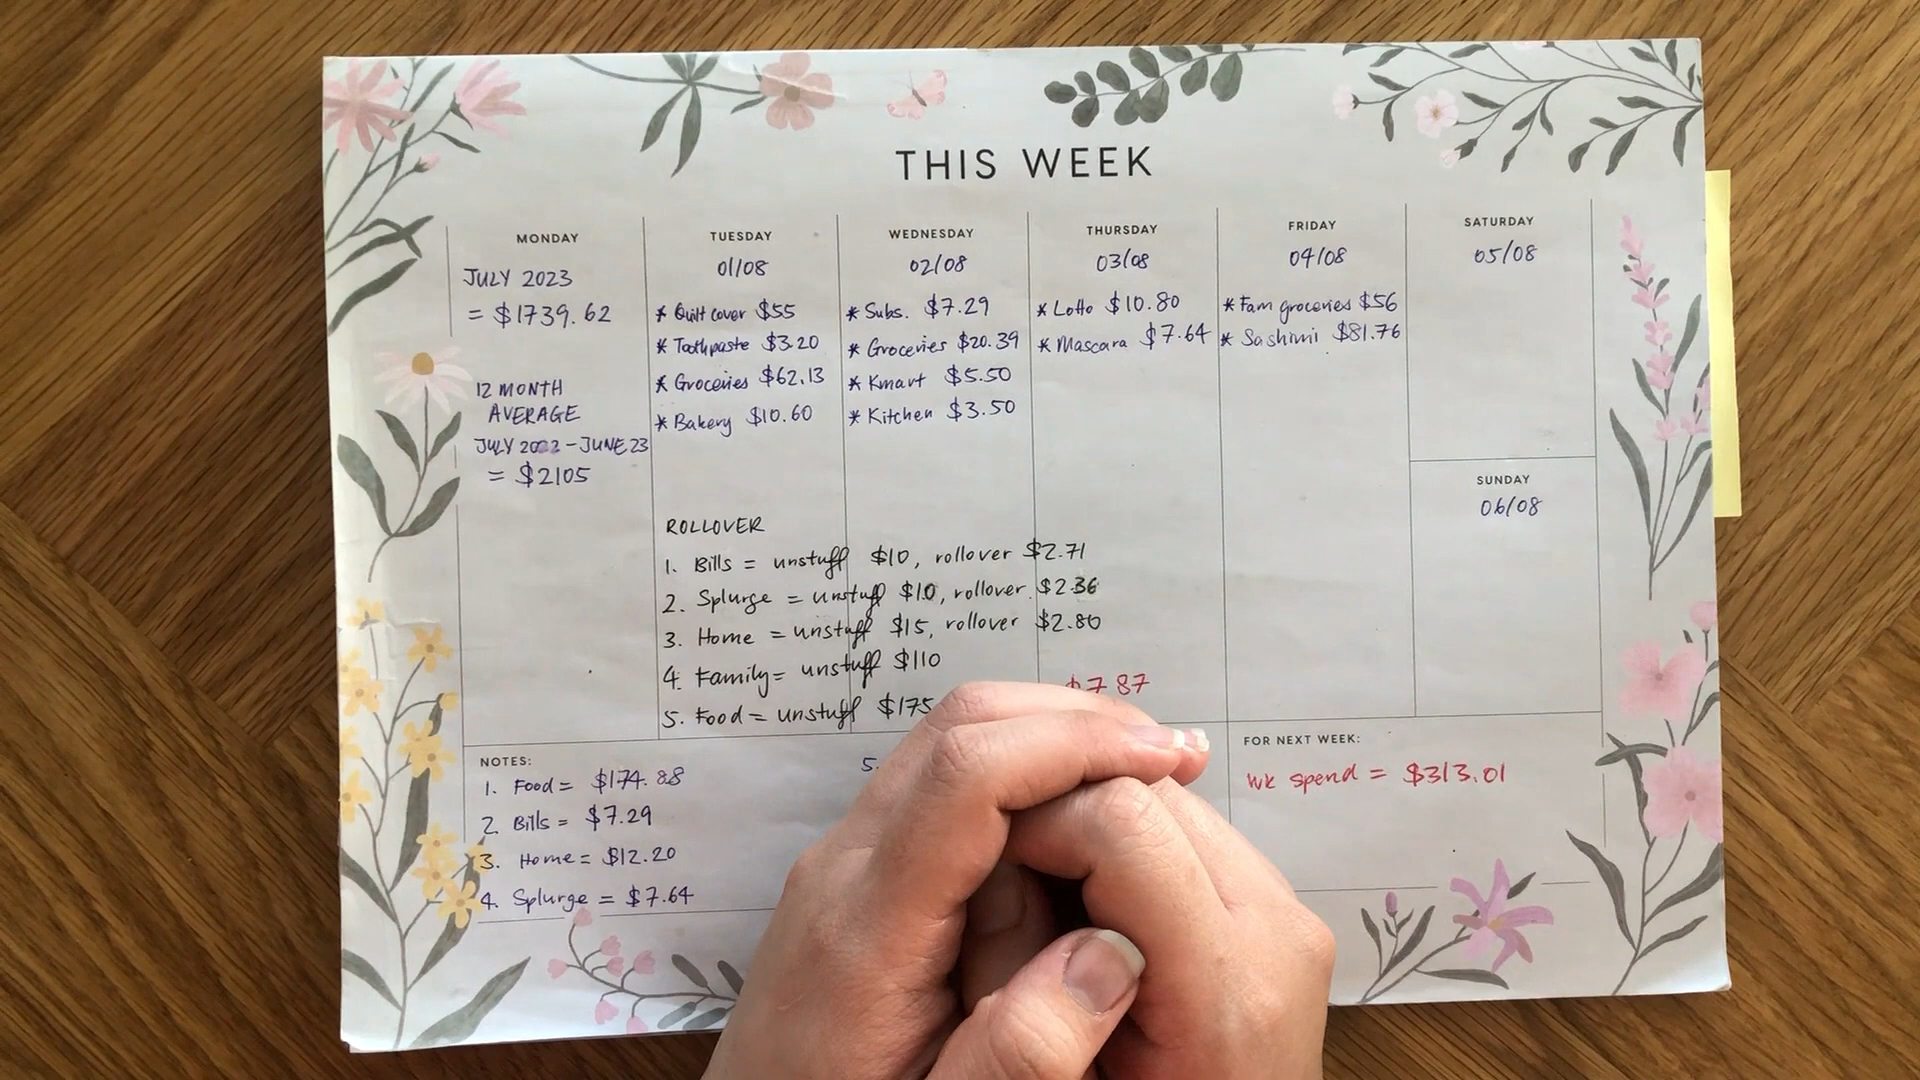 THIS WEEK
MONDAY
JULY 2023
= $1739.62
12 MONTH
AVERAGE
JULY 2022 - JUNE 23
= $2105
TUESDAY
01/08
* Quilt cover $55
* Toothpaste $3.20
* Groceries $62.13
* Bakery $10.60
WEDNESDAY
02/08
* Subs. $7.29
* Groceries $20.39
* Kmart $5.50
* Kitchen $3.50
THURSDAY
03/08
* Lotto $10.80
* Mascara $7.64
FRIDAY
04/08
* Fam groceries $56
* Sashimi $81.76
SATURDAY
05/08
SUNDAY
06/08
ROLLOVER
1. Bills = unstuff $10, rollover $2.71
2. Splurge = unstuff $10, rollover $2.36
3. Home = unstuff $15, rollover $2.80
4. Family = unstuff $110
5. Food = unstuff $175
$7.87
NOTES:
1. Food = $174.88
2. Bills = $7.29
3. Home = $12.20
4. Splurge = $7.64
5.
FOR NEXT WEEK:
wk spend = $313.01